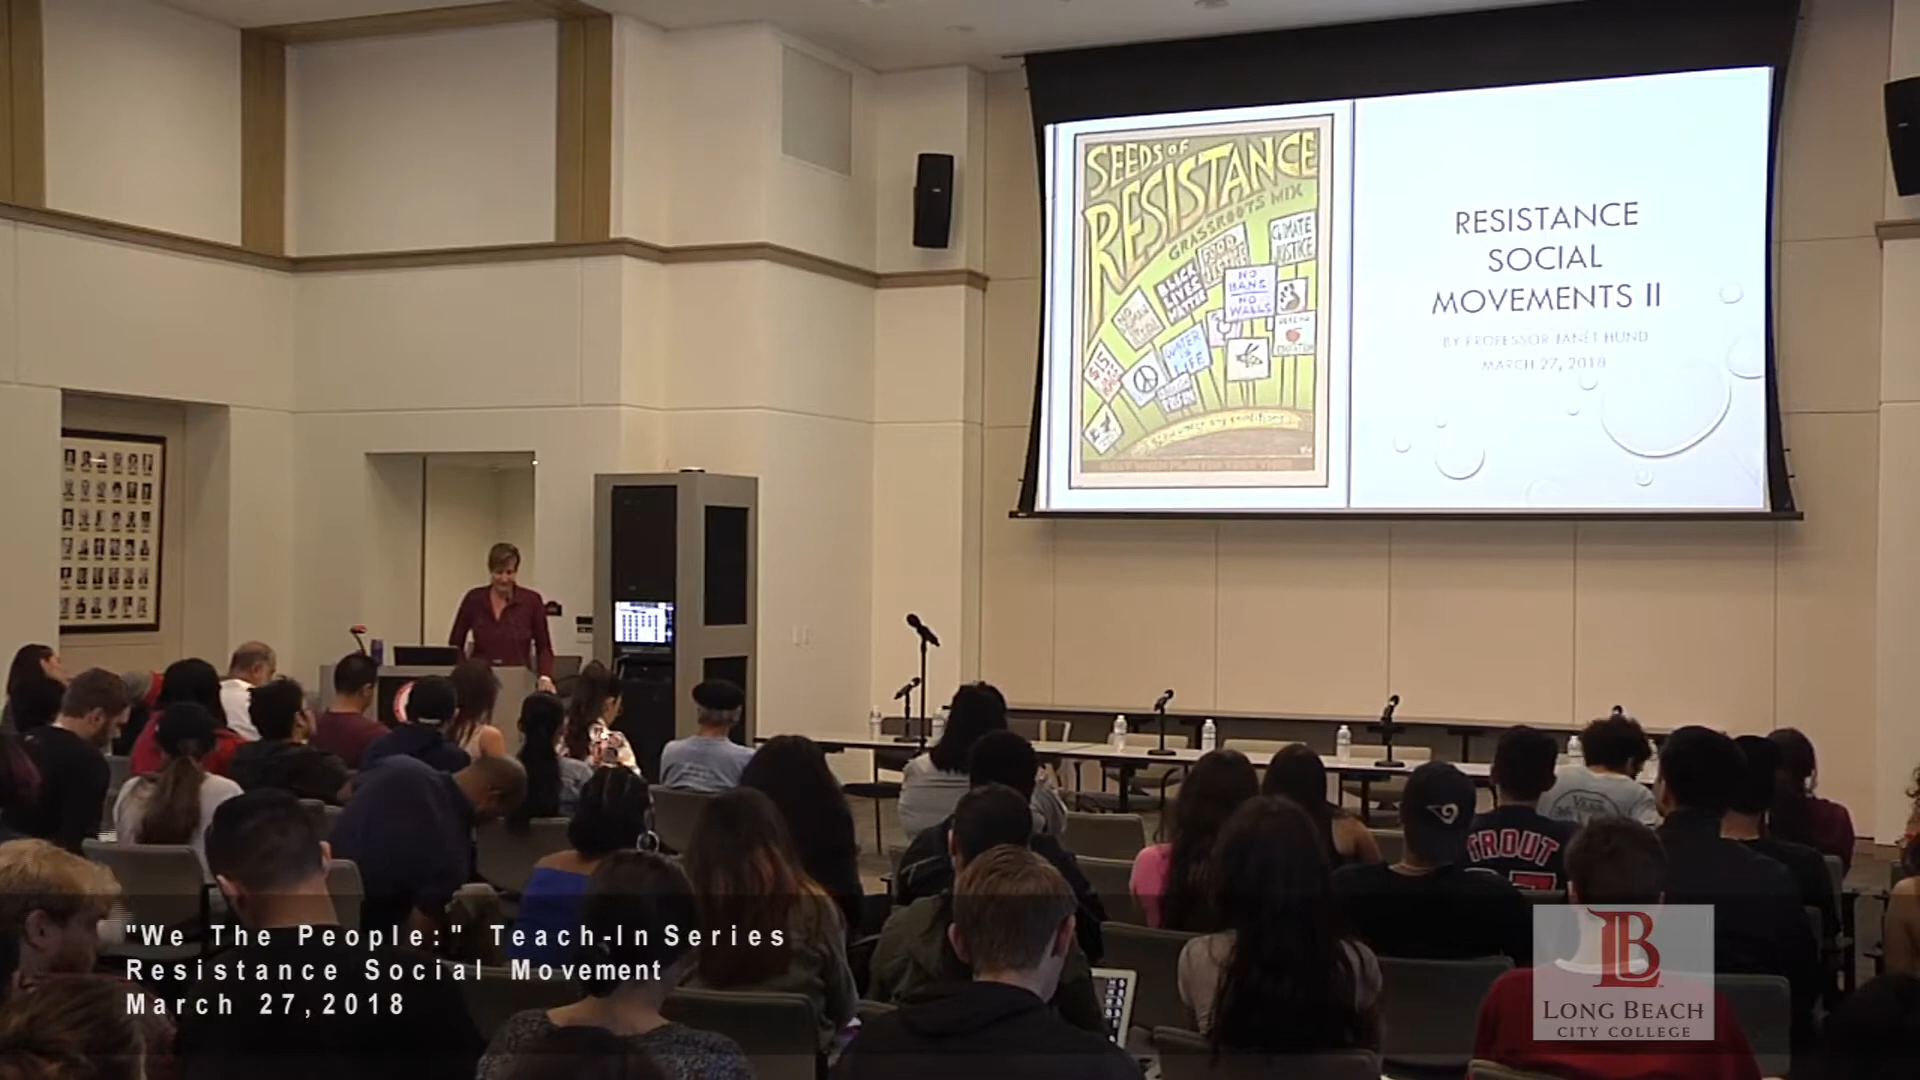 SEEDS OF
RESISTANCE
GRASSROOTS MIX
CLIMATE
JUSTICE
FOOD
JUSTICE
BLACK
LIVES
MATTER
NO
BANS
NO
WALLS
WATER
IS
LIFE
RESISTANCE
SOCIAL
MOVEMENTS II
BY PROFESSOR JANET HUND
MARCH 27, 2018
TROUT
"We The People:" Teach-In Series
Resistance Social Movement
March 27,2018
LB
LONG BEACH
CITY COLLEGE